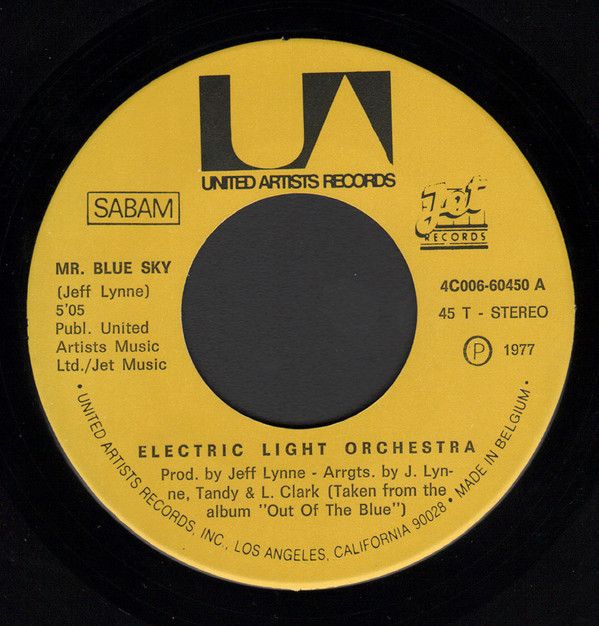 UA
UNITED ARTISTS RECORDS
SABAM
Jet
RECORDS
MR. BLUE SKY
(Jeff Lynne)
5'05
Publ. United
Artists Music
Ltd./Jet Music
4C006-60450 A
45 T - STEREO
Ⓟ 1977
ELECTRIC LIGHT ORCHESTRA
Prod. by Jeff Lynne - Arrgts. by J. Lyn-
ne, Tandy & L. Clark (Taken from the
album "Out Of The Blue")
• UNITED ARTISTS RECORDS, INC., LOS ANGELES, CALIFORNIA 90028 • MADE IN BELGIUM •